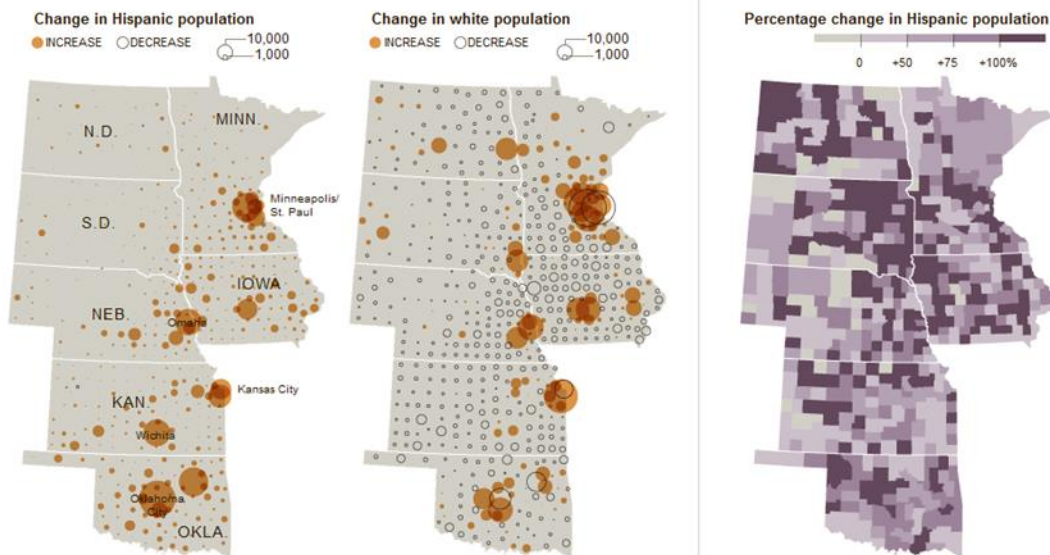 Change in Hispanic population
INCREASE DECREASE 10,000
1,000
N.D.
MINN.
Minneapolis/
St. Paul
S.D.
IOWA
NEB.
Omaha
Kansas City
KAN.
Wichita
Oklahoma
City
OKLA.
Change in white population
INCREASE DECREASE 10,000
1,000
Percentage change in Hispanic population
0 +50 +75 +100%